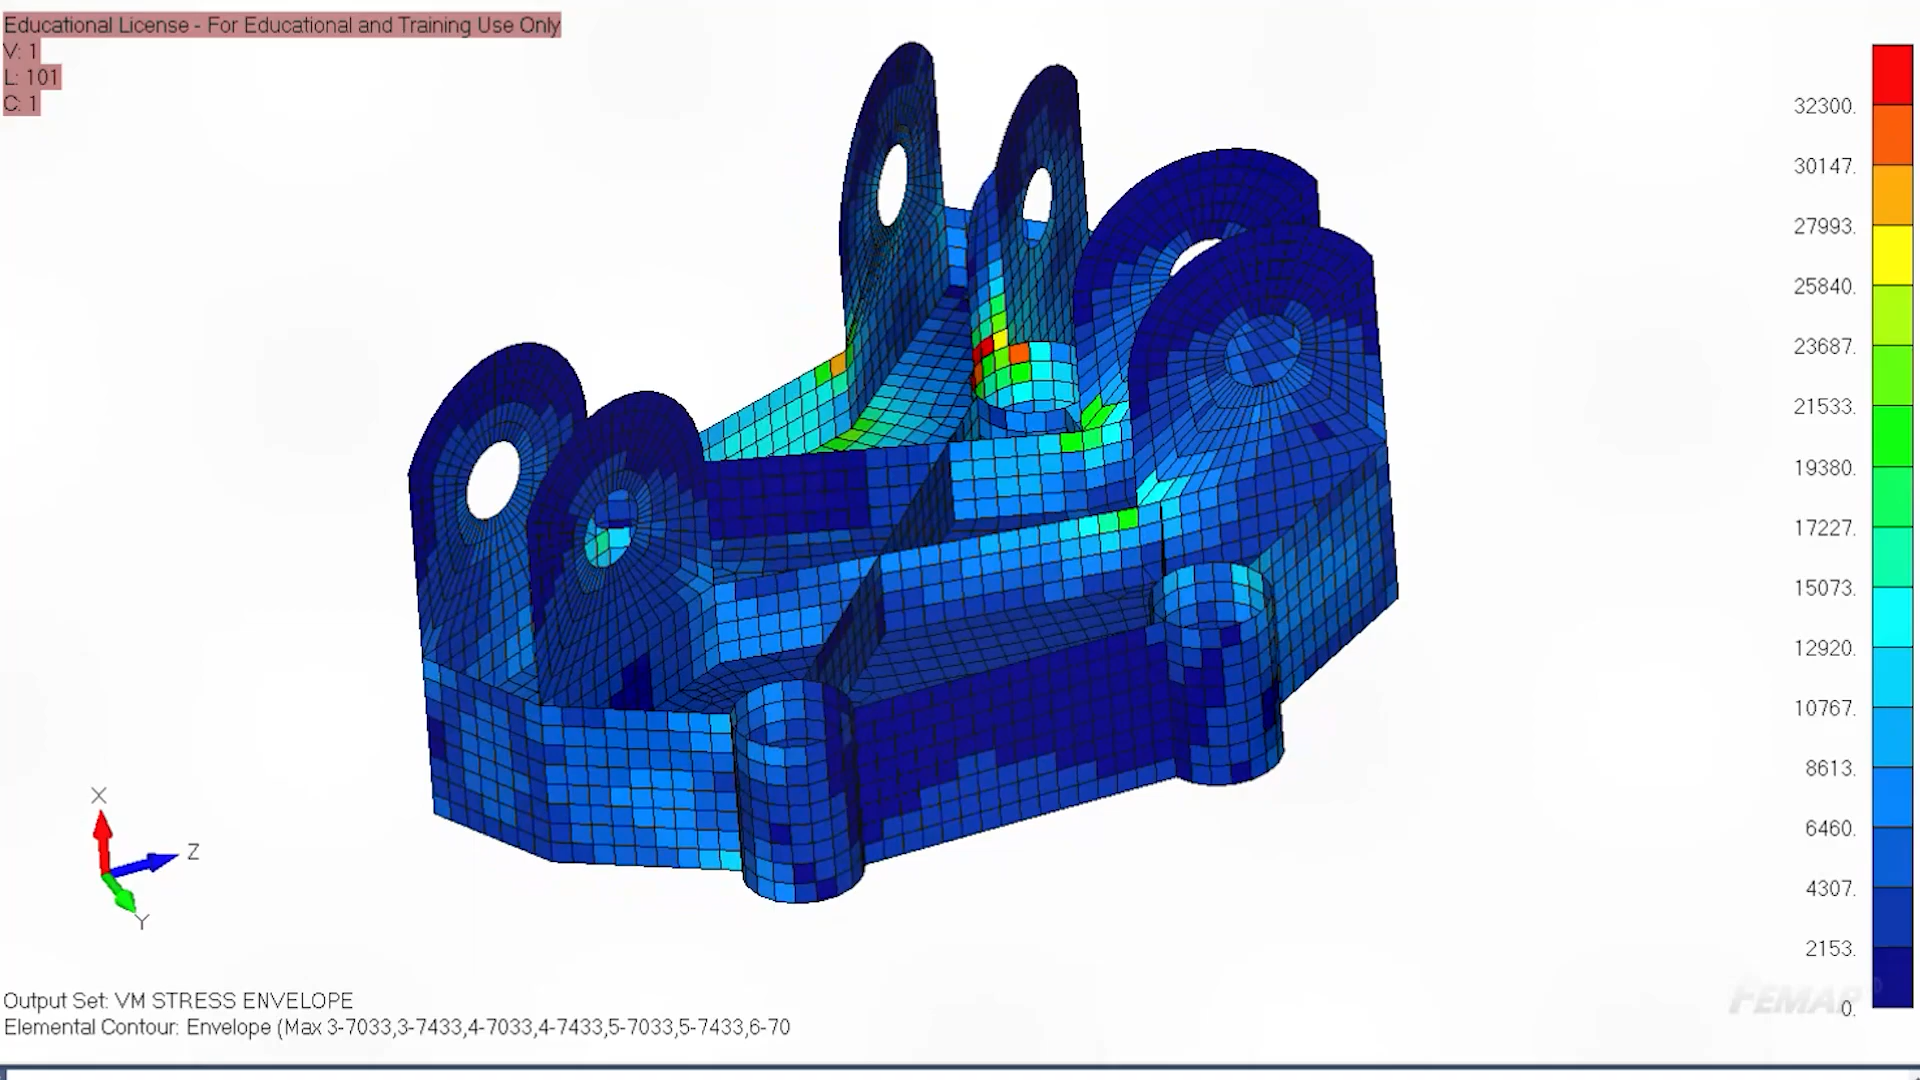 Educational License - For Educational and Training Use Only
V: 1
L: 101
C: 1
32300.
30147.
27993.
25840.
23687.
21533.
19380.
17227.
15073.
12920.
10767.
8613.
6460.
4307.
2153.
0.
X
Z
Y
FEMAP
Output Set: VM STRESS ENVELOPE
Elemental Contour: Envelope (Max 3-7033,3-7433,4-7033,4-7433,5-7033,5-7433,6-70